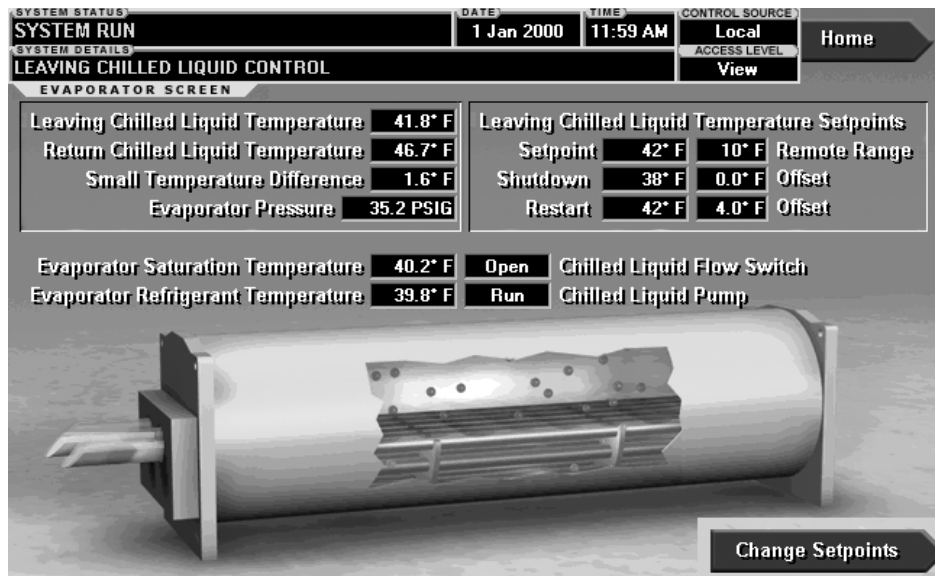 SYSTEM STATUS
SYSTEM RUN
DATE
1 Jan 2000
TIME
11:59 AM
CONTROL SOURCE
Local
Home
SYSTEM DETAILS
LEAVING CHILLED LIQUID CONTROL
ACCESS LEVEL
View
EVAPORATOR SCREEN
Leaving Chilled Liquid Temperature 41.8° F
Return Chilled Liquid Temperature 46.7° F
Small Temperature Difference 1.6° F
Evaporator Pressure 35.2 PSIG
Leaving Chilled Liquid Temperature Setpoints
Setpoint 42° F 10° F Remote Range
Shutdown 38° F 0.0° F Offset
Restart 42° F 4.0° F Offset
Evaporator Saturation Temperature 40.2° F Open Chilled Liquid Flow Switch
Evaporator Refrigerant Temperature 39.8° F Run Chilled Liquid Pump
Change Setpoints